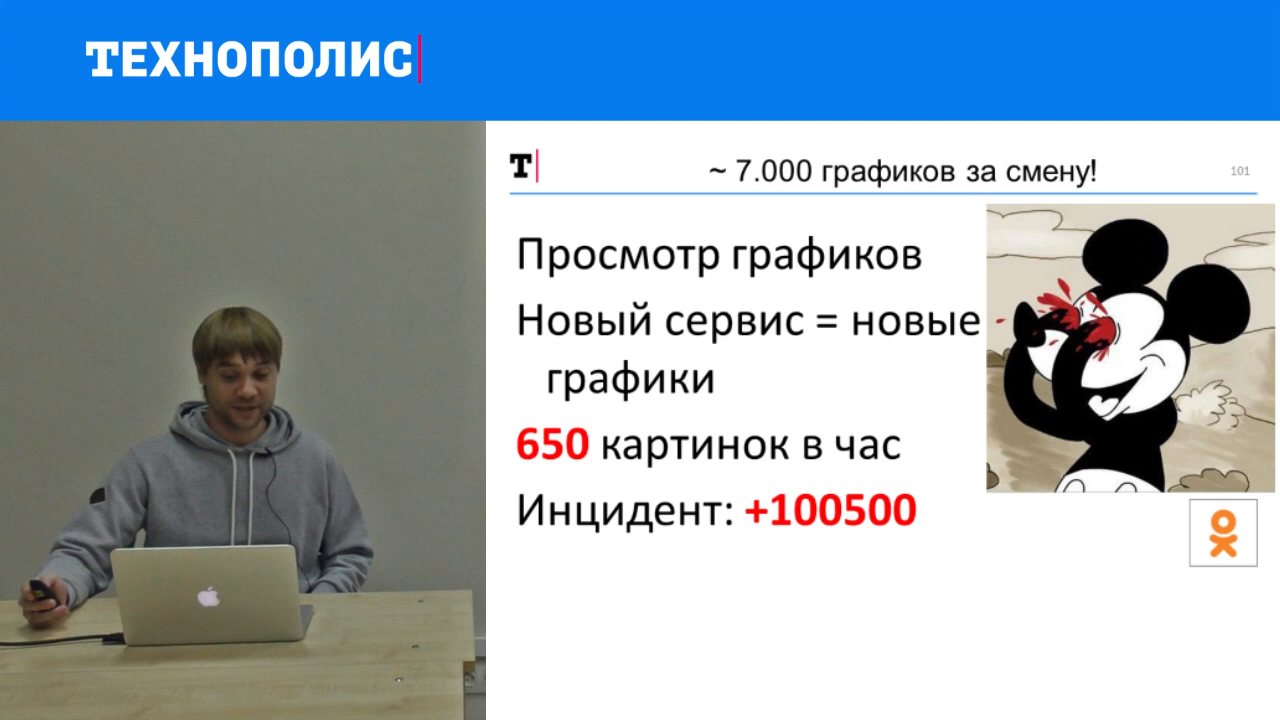 ТЕХНОПОЛИС
Т
~ 7.000 графиков за смену!
101
Просмотр графиков
Новый сервис = новые
графики
650 картинок в час
Инцидент: +100500